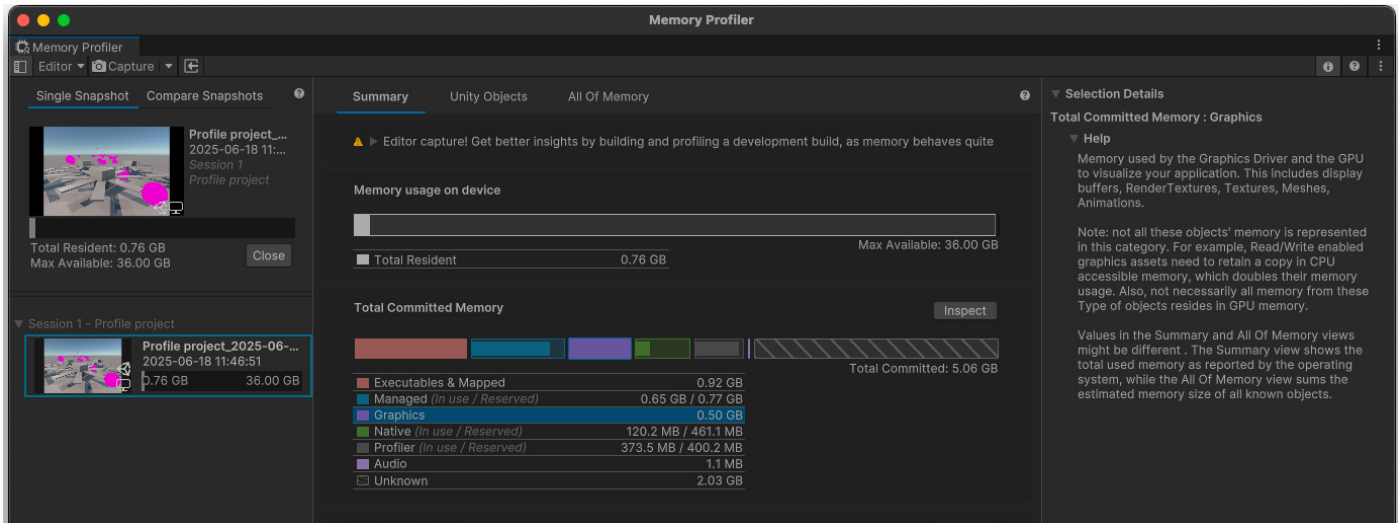 Memory Profiler
Memory Profiler
Editor
Capture
Single Snapshot
Compare Snapshots
Profile project_...
2025-06-18 11:...
Session 1
Profile project
Total Resident: 0.76 GB
Max Available: 36.00 GB
Close
Session 1 - Profile project
Profile project_2025-06-...
2025-06-18 11:46:51
0.76 GB
36.00 GB
Summary
Unity Objects
All Of Memory
Editor capture! Get better insights by building and profiling a development build, as memory behaves quite
Memory usage on device
Max Available: 36.00 GB
Total Resident 0.76 GB
Total Committed Memory
Inspect
Total Committed: 5.06 GB
Executables & Mapped 0.92 GB
Managed (In use / Reserved) 0.65 GB / 0.77 GB
Graphics 0.50 GB
Native (In use / Reserved) 120.2 MB / 461.1 MB
Profiler (In use / Reserved) 373.5 MB / 400.2 MB
Audio 1.1 MB
Unknown 2.03 GB
Selection Details
Total Committed Memory : Graphics
Help
Memory used by the Graphics Driver and the GPU
to visualize your application. This includes display
buffers, RenderTextures, Textures, Meshes,
Animations.
Note: not all these objects' memory is represented
in this category. For example, Read/Write enabled
graphics assets need to retain a copy in CPU
accessible memory, which doubles their memory
usage. Also, not necessarily all memory from these
Type of objects resides in GPU memory.
Values in the Summary and All Of Memory views
might be different . The Summary view shows the
total used memory as reported by the operating
system, while the All Of Memory view sums the
estimated memory size of all known objects.